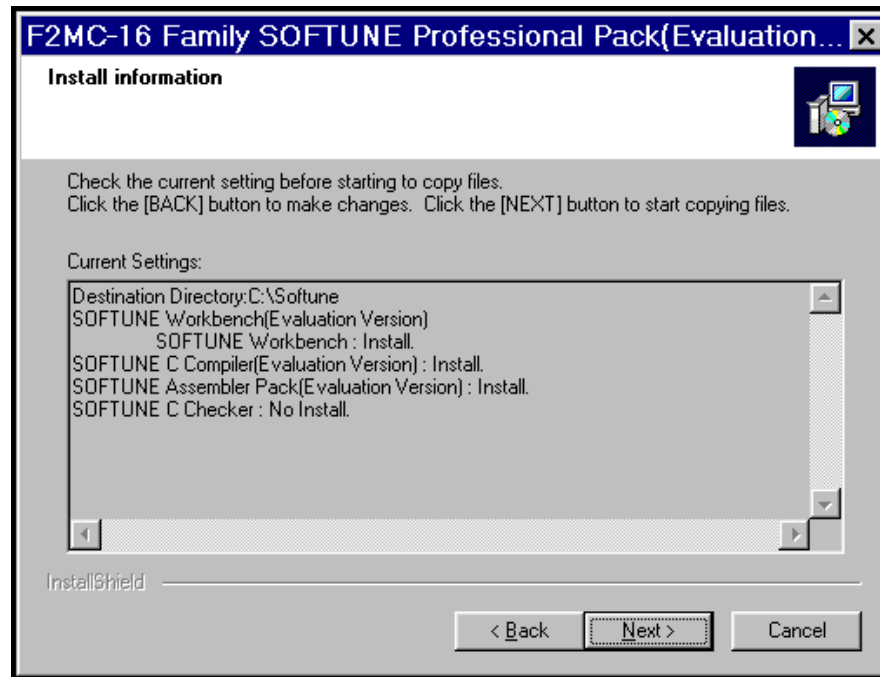 F2MC-16 Family SOFTUNE Professional Pack(Evaluation...
Install information
Check the current setting before starting to copy files.
Click the [BACK] button to make changes.  Click the [NEXT] button to start copying files.
Current Settings:
Destination Directory:C:\Softune
SOFTUNE Workbench(Evaluation Version)
SOFTUNE Workbench : Install.
SOFTUNE C Compiler(Evaluation Version) : Install.
SOFTUNE Assembler Pack(Evaluation Version) : Install.
SOFTUNE C Checker : No Install.
InstallShield
< Back
Next >
Cancel